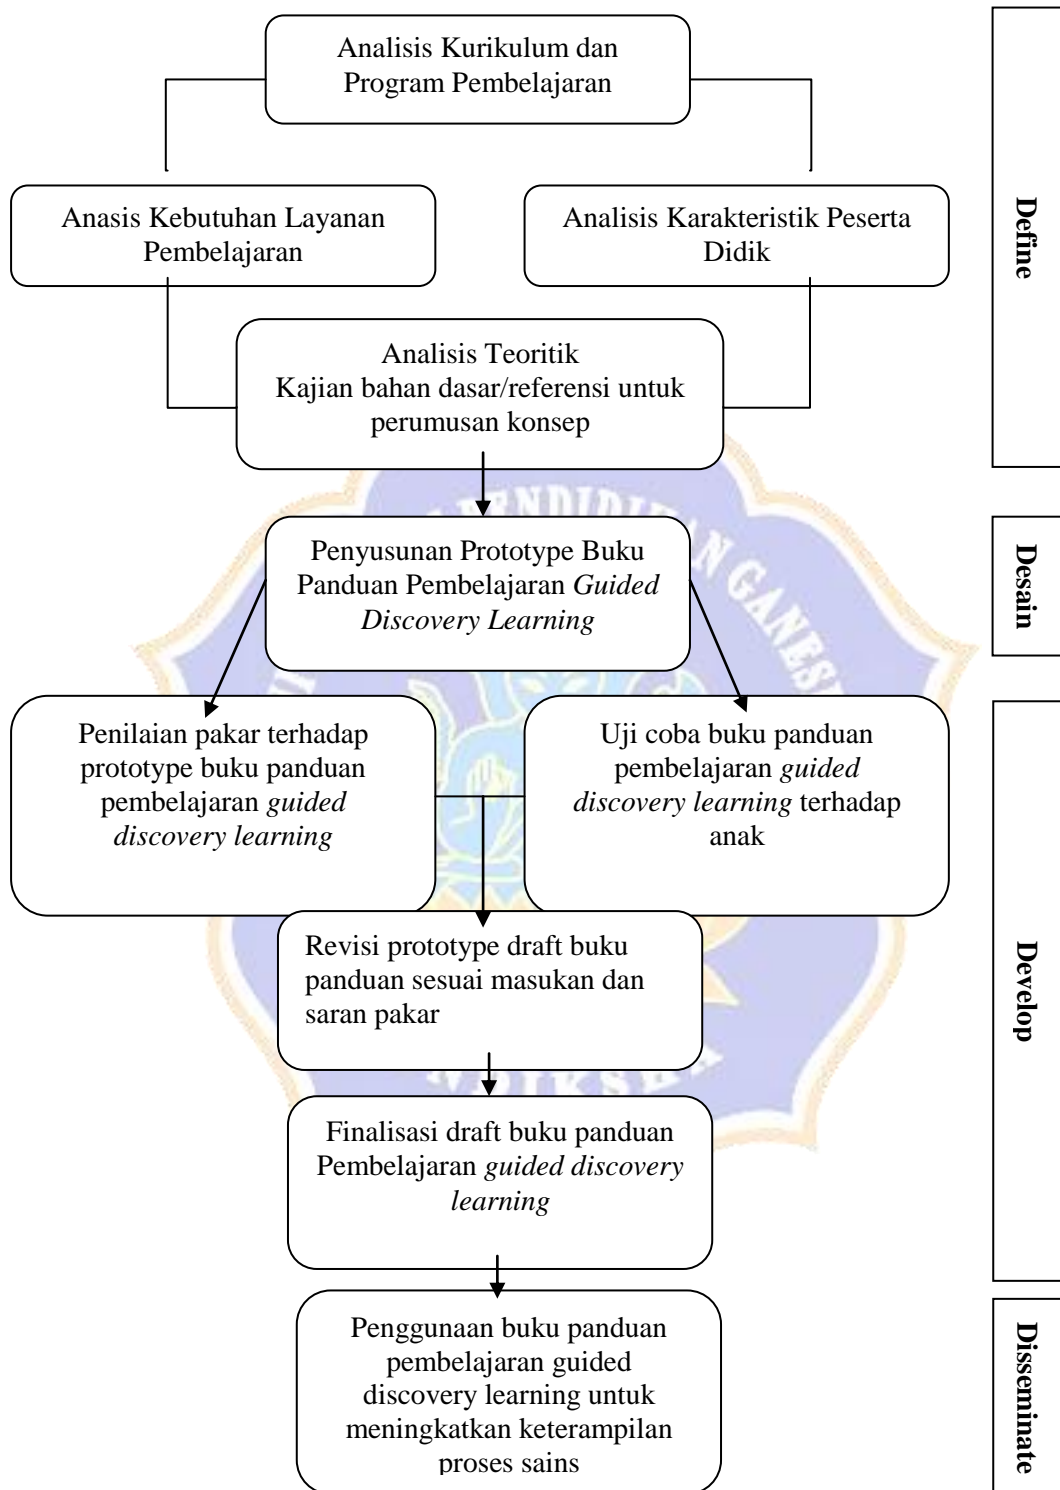 Analisis Kurikulum dan
Program Pembelajaran
Anasis Kebutuhan Layanan
Pembelajaran
Analisis Karakteristik Peserta
Didik
Define
Analisis Teoritik
Kajian bahan dasar/referensi untuk
perumusan konsep
Penyusunan Prototype Buku
Panduan Pembelajaran Guided
Discovery Learning
Desain
Penilaian pakar terhadap
prototype buku panduan
pembelajaran guided
discovery learning
Uji coba buku panduan
pembelajaran guided
discovery learning terhadap
anak
Revisi prototype draft buku
panduan sesuai masukan dan
saran pakar
Develop
Finalisasi draft buku panduan
Pembelajaran guided discovery
learning
Penggunaan buku panduan
pembelajaran guided
discovery learning untuk
meningkatkan keterampilan
proses sains
Disseminate